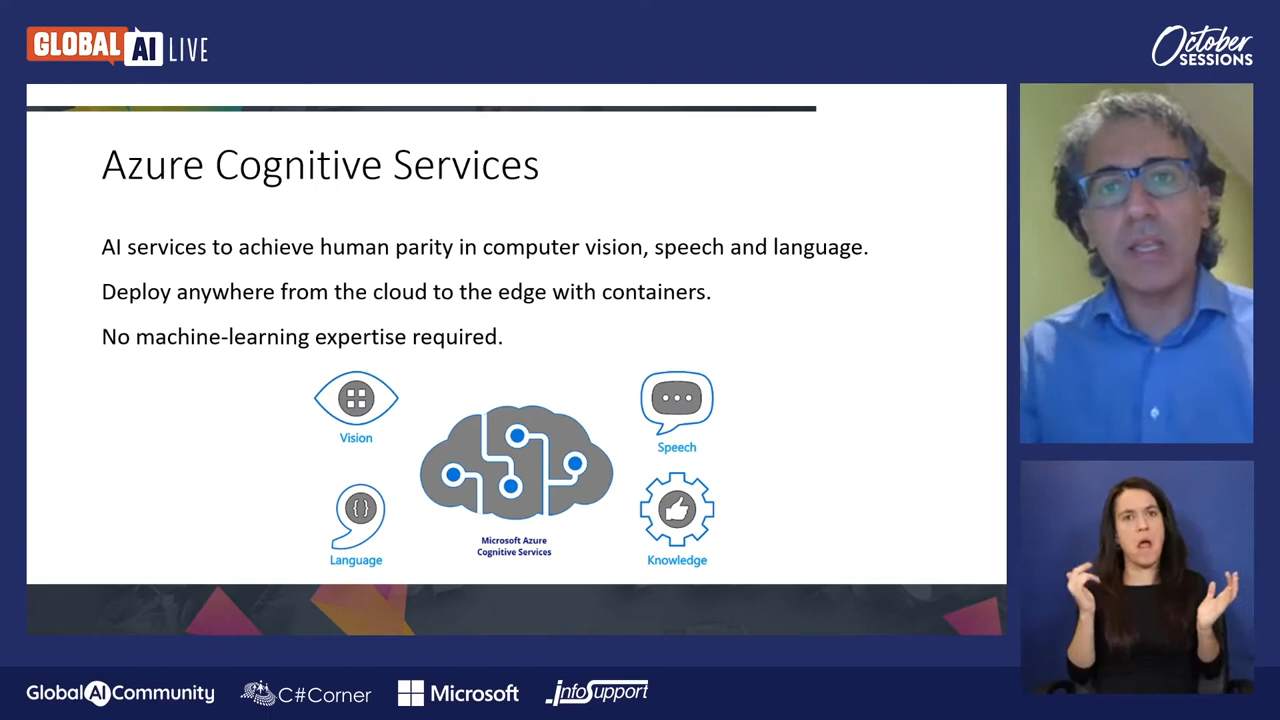 GLOBAL AI LIVE
October
SESSIONS
Azure Cognitive Services
AI services to achieve human parity in computer vision, speech and language.
Deploy anywhere from the cloud to the edge with containers.
No machine-learning expertise required.
Vision
Speech
{}
Language
Knowledge
Microsoft Azure
Cognitive Services
Global AI Community
C#Corner
Microsoft
infoSupport